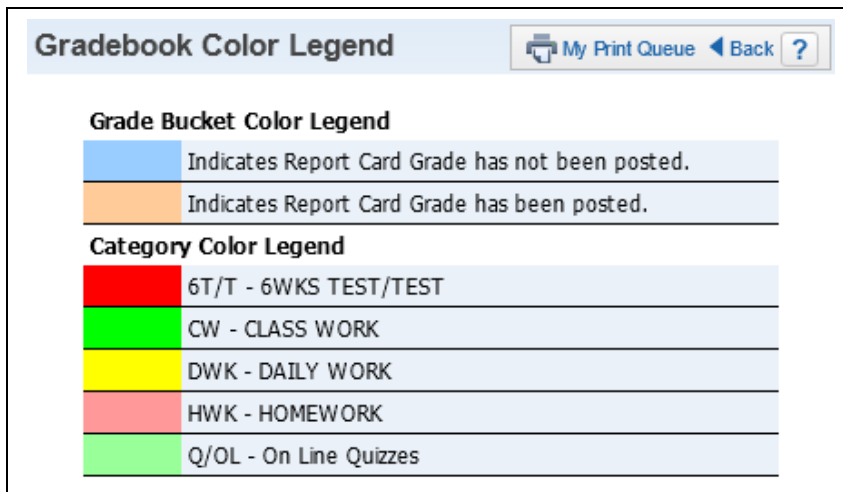 Gradebook Color Legend
My Print Queue Back ?
Grade Bucket Color Legend
Indicates Report Card Grade has not been posted.
Indicates Report Card Grade has been posted.
Category Color Legend
6T/T - 6WKS TEST/TEST
CW - CLASS WORK
DWK - DAILY WORK
HWK - HOMEWORK
Q/OL - On Line Quizzes